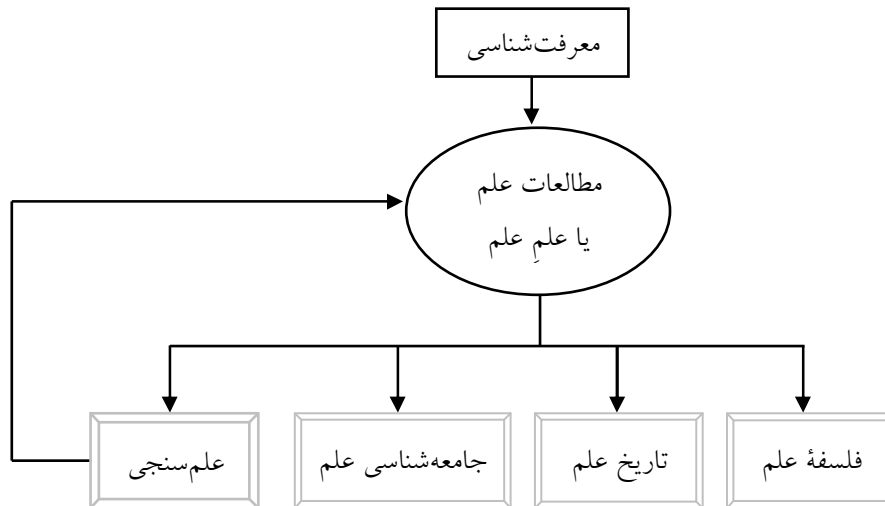 معرفت‌شناسی
مطالعات علم
یا علمِ علم
فلسفهٔ علم
تاریخ علم
جامعه‌شناسی علم
علم‌سنجی